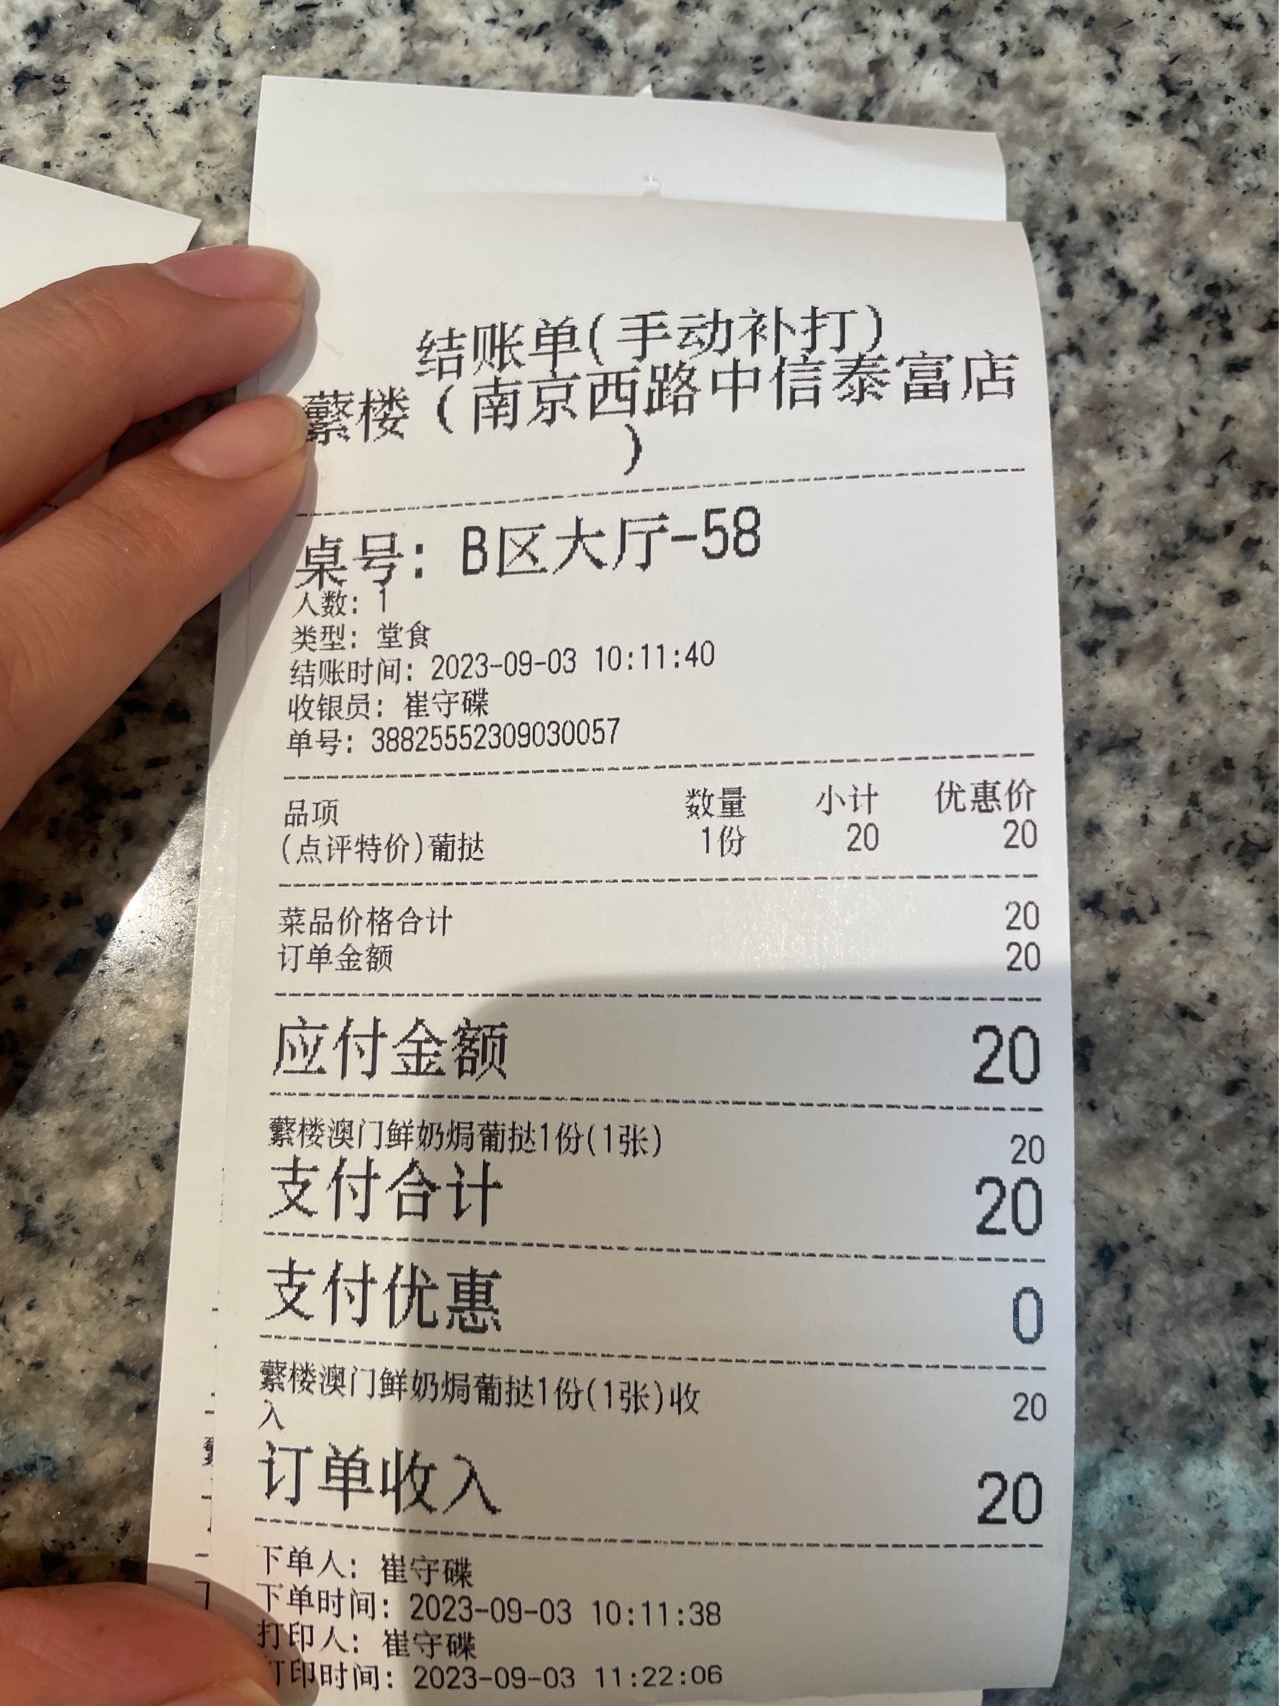 结账单(手动补打)
蘩楼(南京西路中信泰富店
)
桌号: B区大厅-58
人数: 1
类型: 堂食
结账时间: 2023-09-03 10:11:40
收银员: 崔守碟
单号: 38825552309030057
品项 数量 小计 优惠价
(点评特价)葡挞 1份 20 20
菜品价格合计 20
订单金额 20
应付金额 20
蘩楼澳门鲜奶焗葡挞1份(1张) 20
支付合计 20
支付优惠 0
蘩楼澳门鲜奶焗葡挞1份(1张)收 20
入
订单收入 20
下单人: 崔守碟
下单时间: 2023-09-03 10:11:38
打印人: 崔守碟
打印时间: 2023-09-03 11:22:06